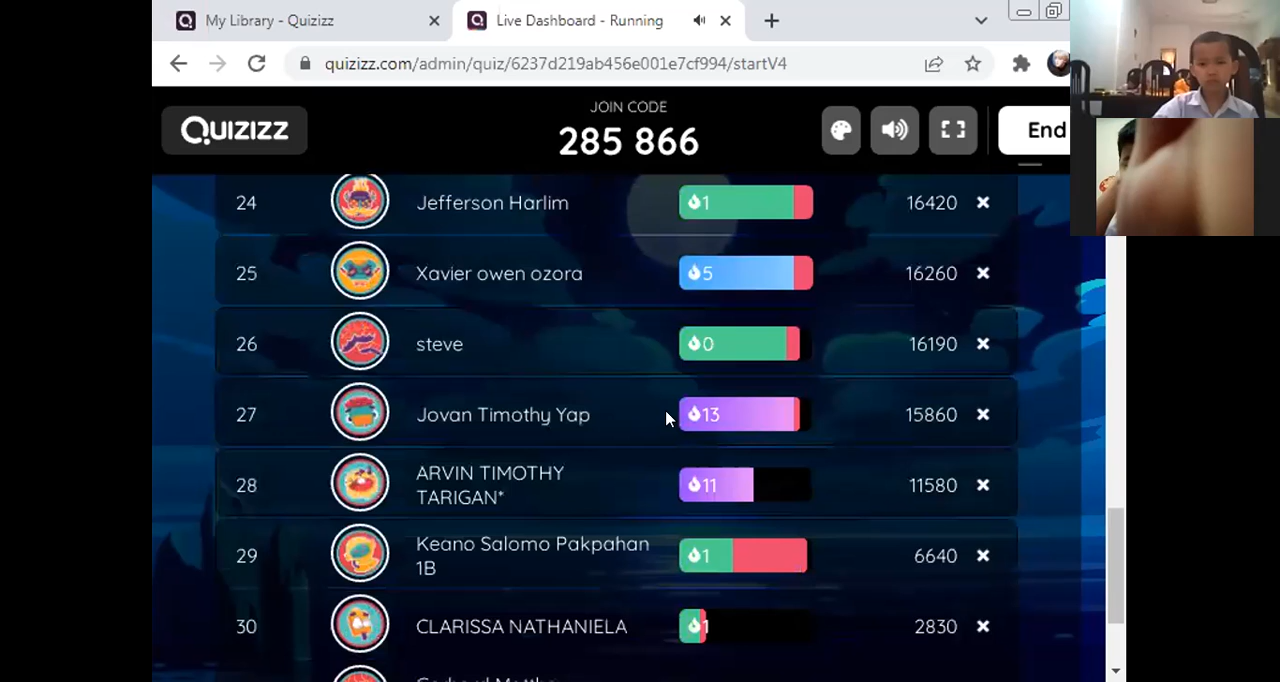 My Library - Quizizz
Live Dashboard - Running
quizizz.com/admin/quiz/6237d219ab456e001e7cf994/startV4
JOIN CODE
QUIZIZZ
285 866
End
24 Jefferson Harlim 1 16420
25 Xavier owen ozora 5 16260
26 steve 0 16190
27 Jovan Timothy Yap 13 15860
28 ARVIN TIMOTHY
TARIGAN* 11 11580
29 Keano Salomo Pakpahan
1B 1 6640
30 CLARISSA NATHANIELA 1 2830